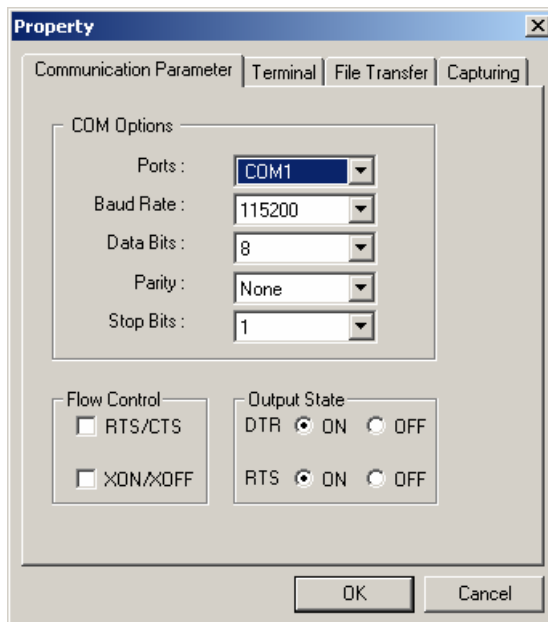 Property
Communication Parameter Terminal File Transfer Capturing
COM Options
Ports : COM1
Baud Rate : 115200
Data Bits : 8
Parity : None
Stop Bits : 1
Flow Control
RTS/CTS
XON/XOFF
Output State
DTR ON OFF
RTS ON OFF
OK Cancel